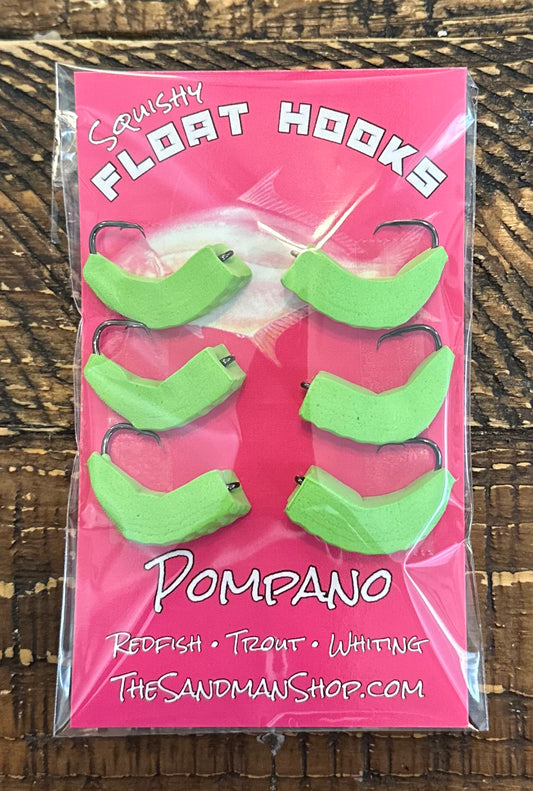 Squishy
FLOAT HOOKS
Pompano
Redfish • Trout • Whiting
TheSandmanShop.com